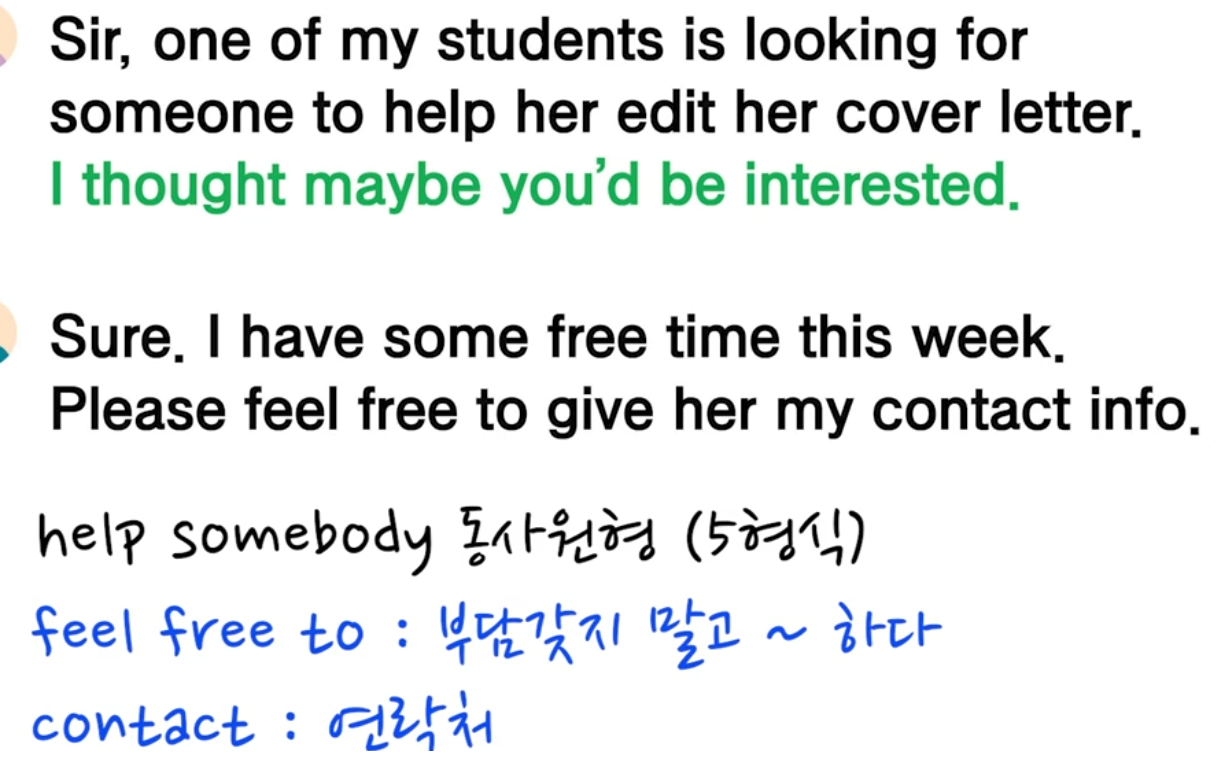 Sir, one of my students is looking for
someone to help her edit her cover letter.
I thought maybe you'd be interested.
Sure. I have some free time this week.
Please feel free to give her my contact info.
help somebody 동사원형 (5형식)
feel free to : 부담갖지 말고 ~ 하다
contact : 연락처